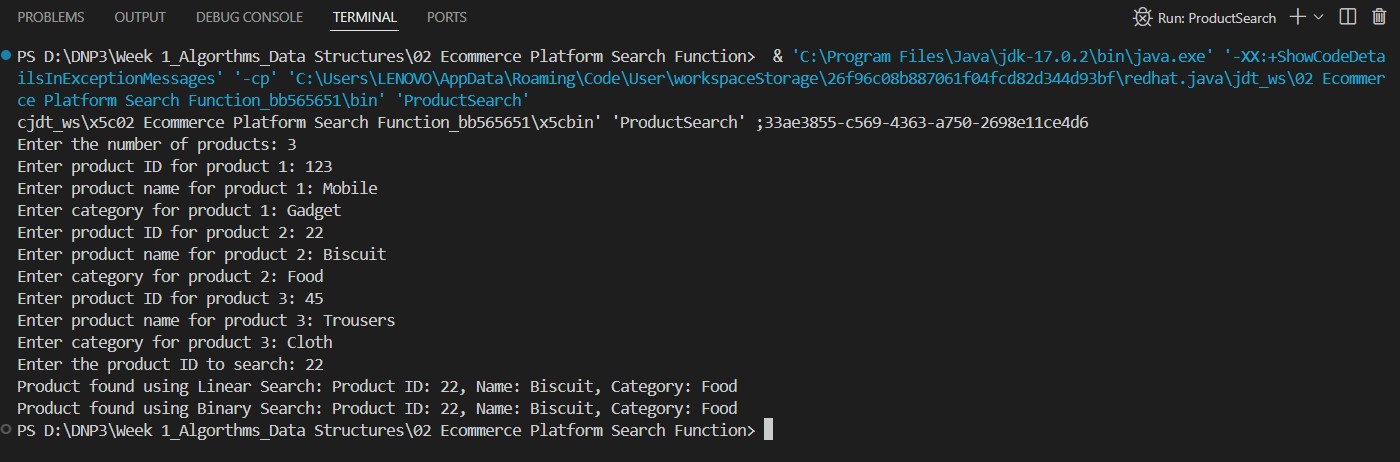 PROBLEMS OUTPUT DEBUG CONSOLE TERMINAL PORTS Run: ProductSearch
PS D:\DNP3\Week 1_Algorthms_Data Structures\02 Ecommerce Platform Search Function> & 'C:\Program Files\Java\jdk-17.0.2\bin\java.exe' '-XX:+ShowCodeDeta
ilsInExceptionMessages' '-cp' 'C:\Users\LENOVO\AppData\Roaming\Code\User\workspaceStorage\26f96c08b887061f04fcd82d344d93bf\redhat.java\jdt_ws\02 Ecommer
ce Platform Search Function_bb565651\bin' 'ProductSearch'
cjdt_ws\x5c02 Ecommerce Platform Search Function_bb565651\x5cbin' 'ProductSearch' ;33ae3855-c569-4363-a750-2698e11ce4d6
Enter the number of products: 3
Enter product ID for product 1: 123
Enter product name for product 1: Mobile
Enter category for product 1: Gadget
Enter product ID for product 2: 22
Enter product name for product 2: Biscuit
Enter category for product 2: Food
Enter product ID for product 3: 45
Enter product name for product 3: Trousers
Enter category for product 3: Cloth
Enter the product ID to search: 22
Product found using Linear Search: Product ID: 22, Name: Biscuit, Category: Food
Product found using Binary Search: Product ID: 22, Name: Biscuit, Category: Food
PS D:\DNP3\Week 1_Algorthms_Data Structures\02 Ecommerce Platform Search Function>